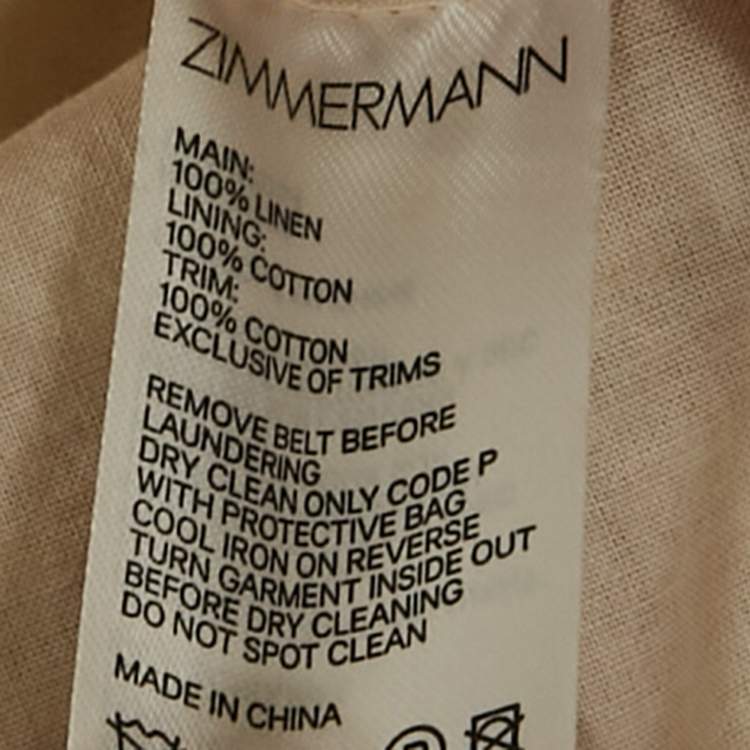 ZIMMERMANN
MAIN:
100% LINEN
LINING:
100% COTTON
TRIM:
100% COTTON
EXCLUSIVE OF TRIMS
REMOVE BELT BEFORE
LAUNDERING
DRY CLEAN ONLY CODE P
WITH PROTECTIVE BAG
COOL IRON ON REVERSE
TURN GARMENT INSIDE OUT
BEFORE DRY CLEANING
DO NOT SPOT CLEAN
MADE IN CHINA